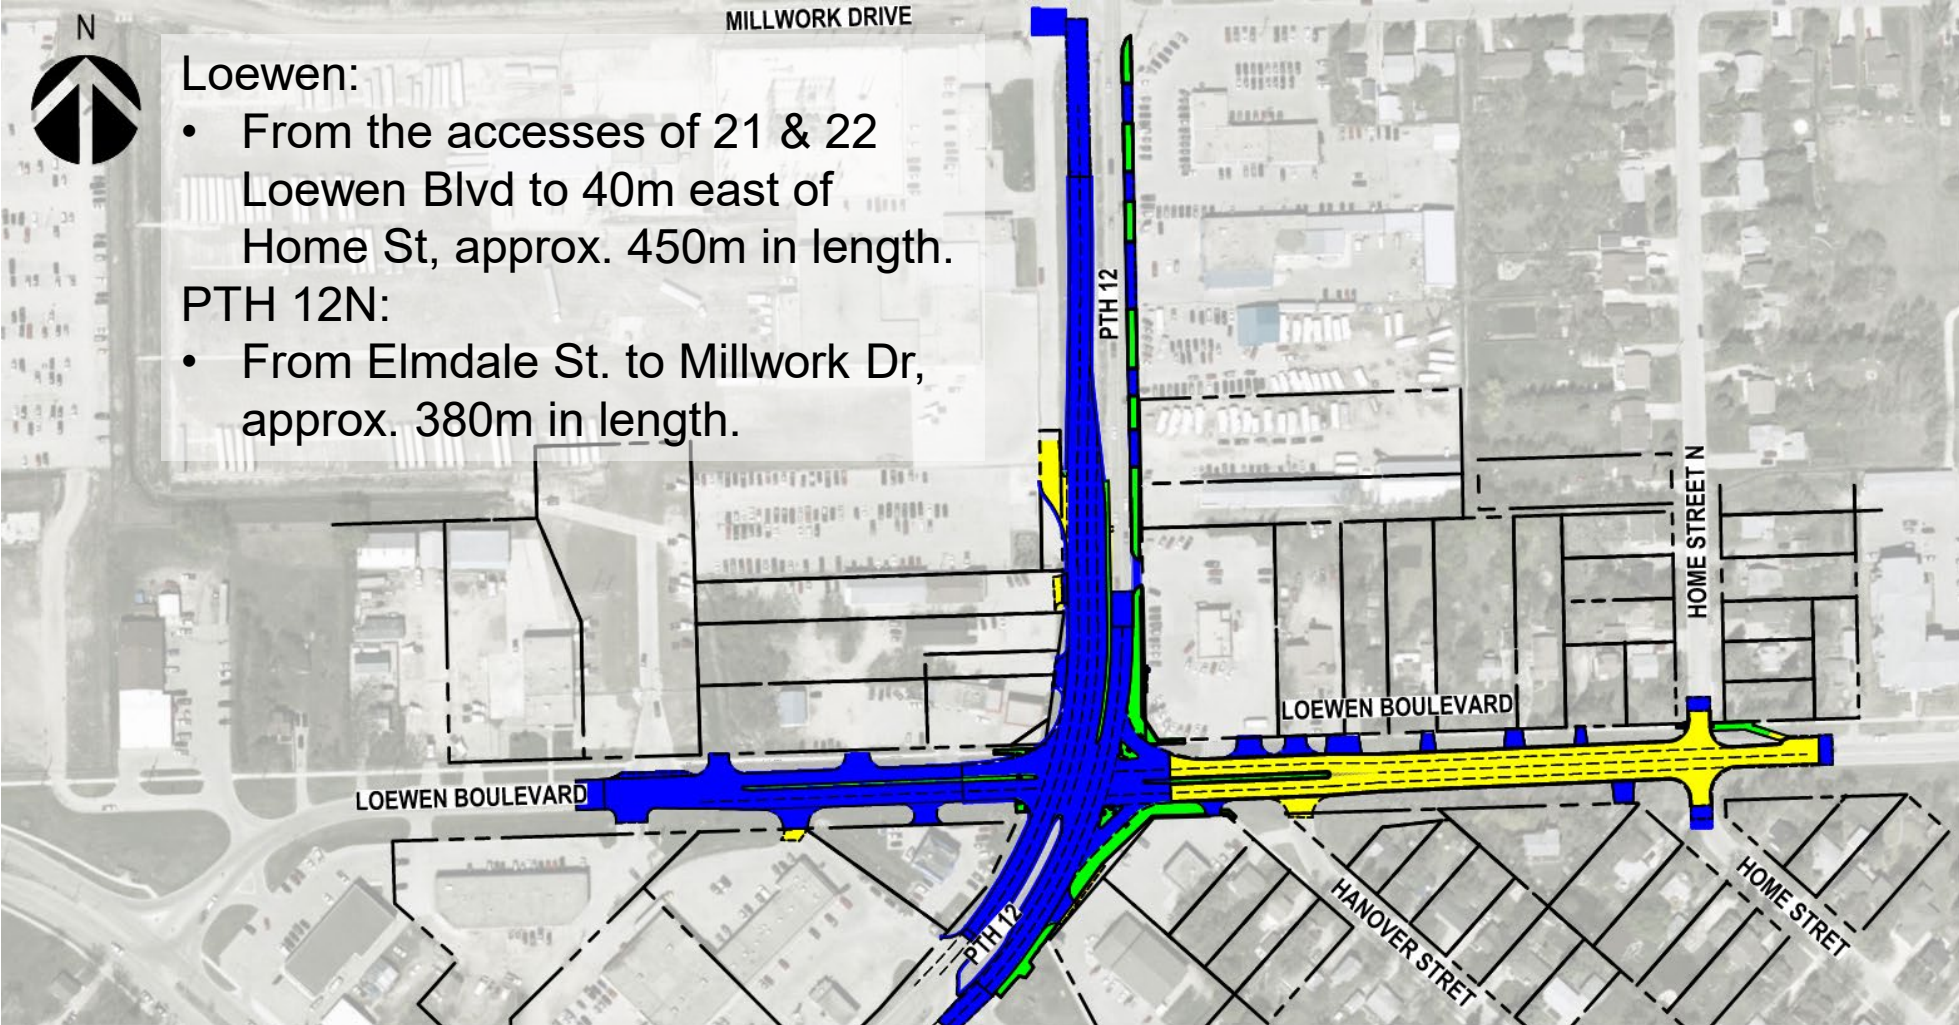 MILLWORK DRIVE
N
Loewen:
• From the accesses of 21 & 22
Loewen Blvd to 40m east of
Home St, approx. 450m in length.
PTH 12N:
• From Elmdale St. to Millwork Dr,
approx. 380m in length.
PTH 12
HOME STREET N
LOEWEN BOULEVARD
LOEWEN BOULEVARD
PTH 12
HANOVER STRET
HOME STRET